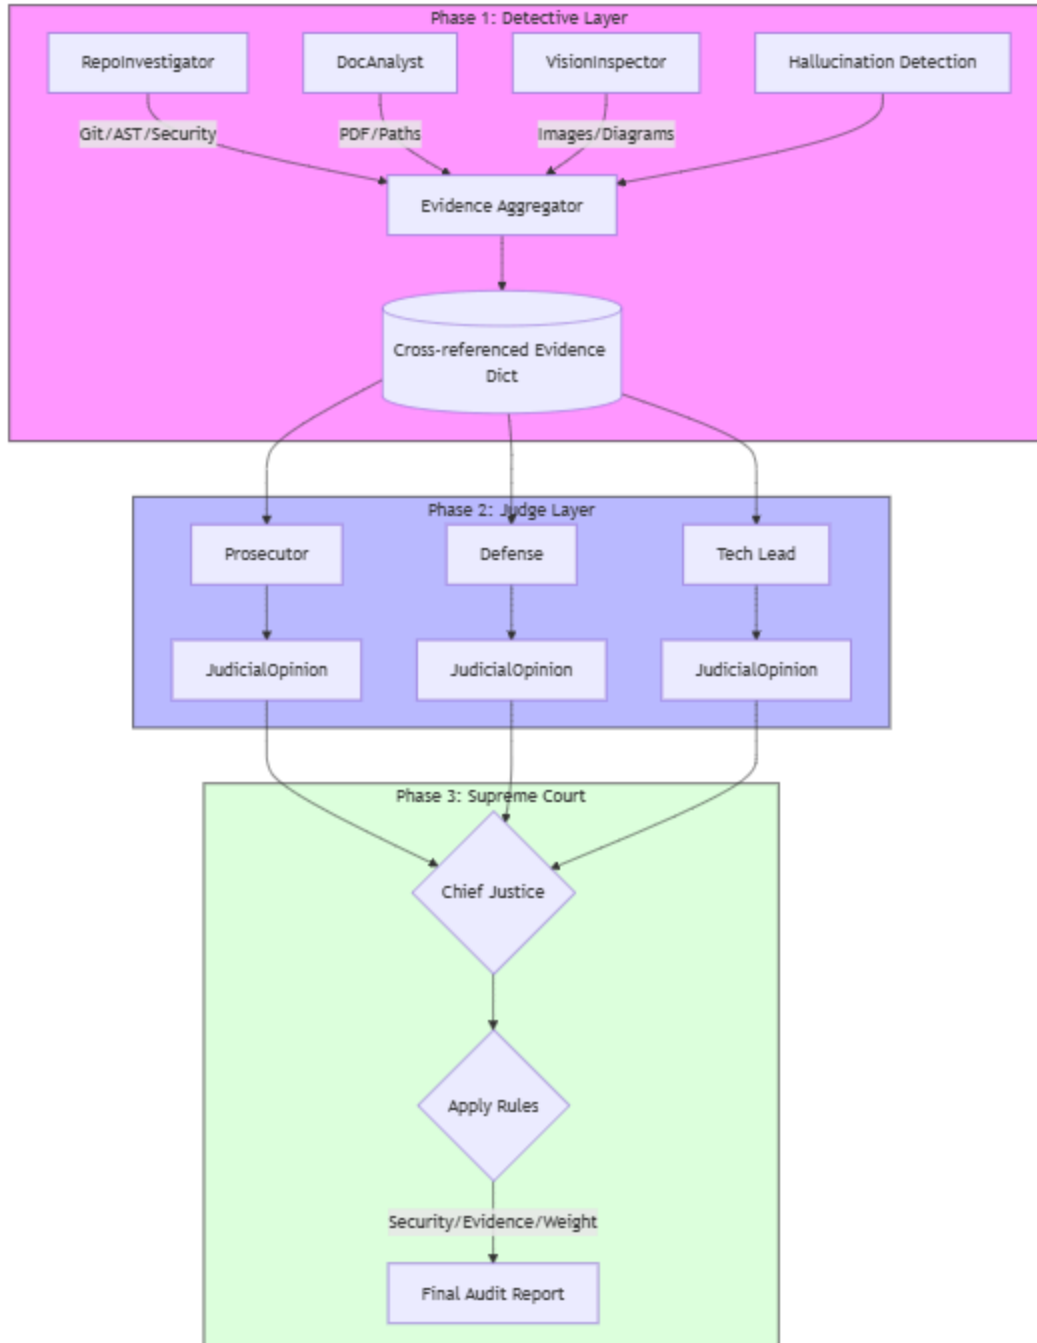 Phase 1: Detective Layer
RepoInvestigator
DocAnalyst
VisionInspector
Hallucination Detection
Git/AST/Security
PDF/Paths
Images/Diagrams
Evidence Aggregator
Cross-referenced Evidence
Dict
Phase 2: Judge Layer
Prosecutor
Defense
Tech Lead
JudicialOpinion
JudicialOpinion
JudicialOpinion
Phase 3: Supreme Court
Chief Justice
Apply Rules
Security/Evidence/Weight
Final Audit Report